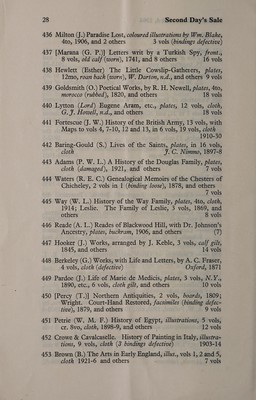 28 Second Day's Sale
436 Milton (J.) Paradise Lost, coloured illustrations by Wm. Blake,
4to, 1906, and 2 others 3 vols (bindings defective)
437 [Marana (G. P.)] Letters writ by a Turkish Spy, front.,
8 vols, old calf (worn), 1741, and 8 others 16 vols
438 Hewlett (Esther) The Little Cowslip-Gatherers, plates,
12mo, roan back (worn), W. Darton, n.d., and others 9 vols
439 Goldsmith (O.) Poetical Works, by R. H. Newell, plates, 4to,
morocco (rubbed), 1820, and others 18 vols
440 Lytton (Lord) Eugene Aram, etc., plates, 12 vols, cloth,
G. J. Howell, n.d., and others 18 vols
441 Fortescue (J. W.) History of the British Army, 13 vols, with
Maps to vols 4, 7-10, 12 and 13, in 6 vols, 19 vols, cloth
1910-30
442 Baring-Gould (S.) Lives of the Saints, plates, in 16 vols,
cloth J. C. Nimmo, 1897-8
443 Adams (P. W. L.) A History of the Douglas Family, plates,
cloth (damaged), 1921, and others 7 vols
444 Waters (R. E. C.) Genealogical Memoirs of the Chesters of
Chicheley, 2 vols in 1 (binding loose), 1878, and others
7 vols
445 Way (W. L.) History of the Way Family, plates, 4to, cloth,
1914; Leslie. The Family of Leslie, 3 vols, 1869, and
others 8 vols
446 Reade (A. L.) Reades of Blackwood Hill, with Dr. Johnson's
Ancestry, plates, buckram, 1906, and others (7)
447 Hooker (J.) Works, arranged by J. Keble, 3 vols, calf gilt,
1845, and others 14 vols
448 Berkeley (G.) Works, with Life and Letters, by A. C. Fraser,
4 vols, cloth (defective) Oxford, 1871
449 Pardoe (J.) Life of Marie de Medicis, plates, 3 vols, N.Y.,
1890, etc., 6 vols, cloth gilt, and others 10 vols
450 [Percy (T.)] Northern Antiquities, 2 vols, boards, 1809;
Wright. Court-Hand Restored, facsimiles (binding defec-
tive), 1879, and others 9 vols
451 Petrie (W. M. F.) History of Egypt, illustrations, 5 vols,
cr. 8vo, cloth, 1898-9, and others 12 vols
452 Crowe & Cavalcaselle. History of Painting in Italy, illustra-
tions, 9 vols, cloth (2 bindings defective) 1903-14
453 Brown (B.) The Arts in Early England, illus., vols 1, 2 and 5,
cloth 1921-6 and others 7 vols